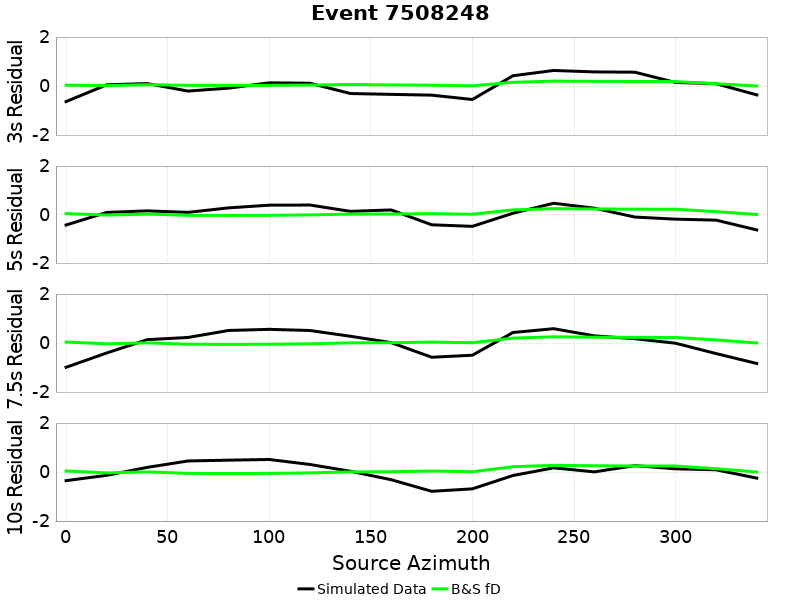 Event 7508248
3s Residual
2
0
-2
5s Residual
2
0
-2
7.5s Residual
2
0
-2
10s Residual
2
0
-2
0 50 100 150 200 250 300
Source Azimuth
Simulated Data B&S fD